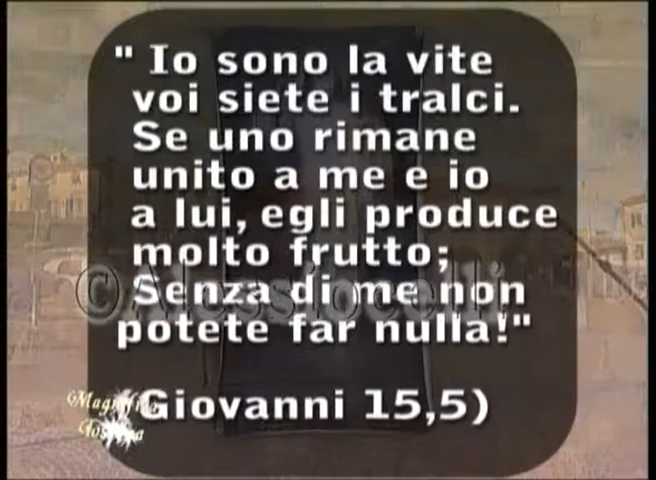 " Io sono la vite
voi siete i tralci.
Se uno rimane
unito a me e io
a lui, egli produce
molto frutto;
Senza di me non
potete far nulla!"
(Giovanni 15,5)
©Alessiocelli